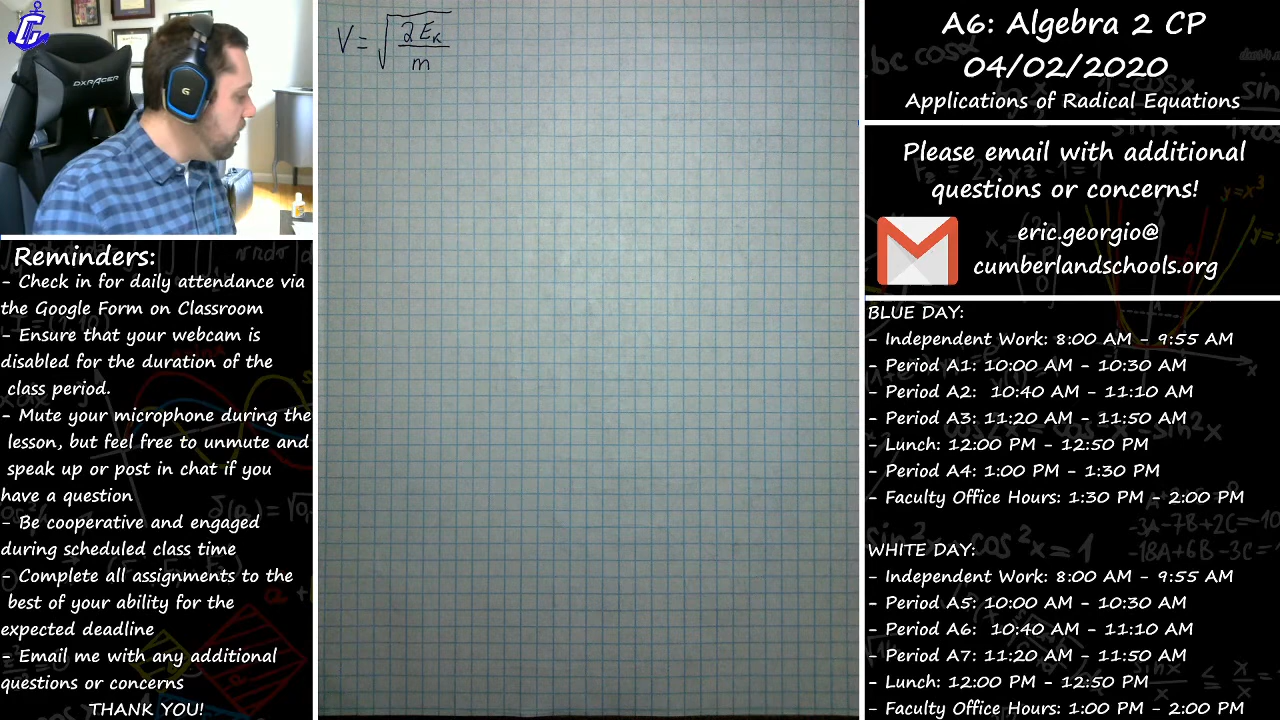 C
DXRACER
G
Reminders:
- Check in for daily attendance via
the Google Form on Classroom
- Ensure that your webcam is
disabled for the duration of the
class period.
- Mute your microphone during the
lesson, but feel free to unmute and
speak up or post in chat if you
have a question
- Be cooperative and engaged
during scheduled class time
- Complete all assignments to the
best of your ability for the
expected deadline
- Email me with any additional
questions or concerns
THANK YOU!
V = √(2 Eₖ / m)
A6: Algebra 2 CP
04/02/2020
Applications of Radical Equations
Please email with additional
questions or concerns!
eric.georgio@
cumberlandschools.org
BLUE DAY:
- Independent Work: 8:00 AM - 9:55 AM
- Period A1: 10:00 AM - 10:30 AM
- Period A2: 10:40 AM - 11:10 AM
- Period A3: 11:20 AM - 11:50 AM
- Lunch: 12:00 PM - 12:50 PM
- Period A4: 1:00 PM - 1:30 PM
- Faculty Office Hours: 1:30 PM - 2:00 PM
WHITE DAY:
- Independent Work: 8:00 AM - 9:55 AM
- Period A5: 10:00 AM - 10:30 AM
- Period A6: 10:40 AM - 11:10 AM
- Period A7: 11:20 AM - 11:50 AM
- Lunch: 12:00 PM - 12:50 PM
- Faculty Office Hours: 1:00 PM - 2:00 PM